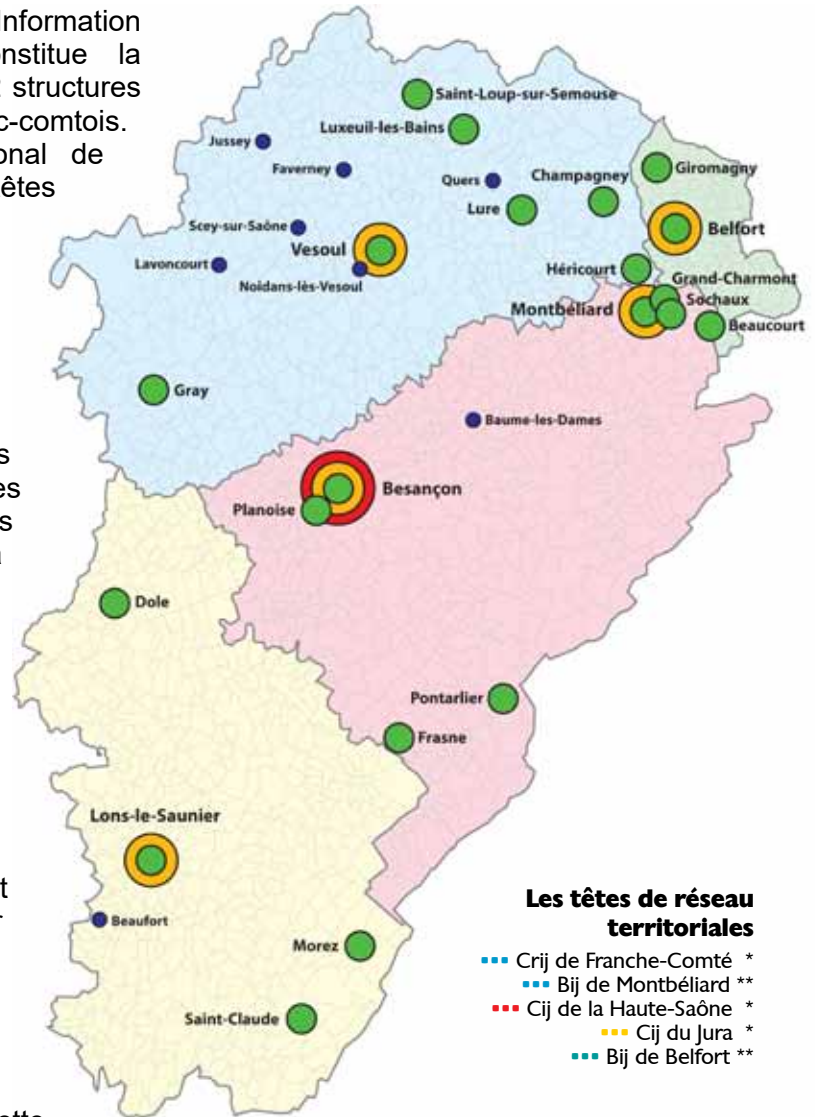 Information
onstitue la
structures
c-comtois.
onal de
êtes
Saint-Loup-sur-Semouse
Luxeuil-les-Bains
Jussey
Giromagny
Faverney
Quers
Champagney
Lure
Scey-sur-Saône
Belfort
Vesoul
Lavoncourt
Héricourt
Noidans-lès-Vesoul
Grand-Charmont
Sochaux
Montbéliard
Beaucourt
Gray
Baume-les-Dames
s
es
s
Besançon
Planoise
Dole
Pontarlier
Frasne
Lons-le-Saunier
t
Beaufort
Morez
Saint-Claude
Les têtes de réseau
territoriales
Crij de Franche-Comté *
Bij de Montbéliard **
Cij de la Haute-Saône *
Cij du Jura *
Bij de Belfort **